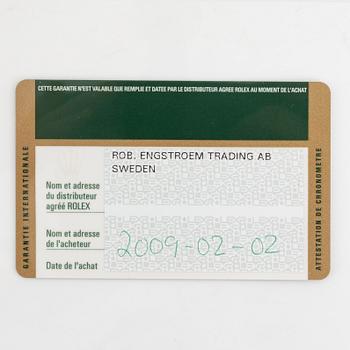 CETTE GARANTIE N'EST VALABLE QUE REMPLIE ET DATEE PAR LE DISTRIBUTEUR AGREE ROLEX AU MOMENT DE L'ACHAT
GARANTIE INTERNATIONALE
ROB. ENGSTROEM TRADING AB
SWEDEN
Nom et adresse
du distributeur
agréé ROLEX
Nom et adresse
de l'acheteur
2009-02-02
Date de l'achat
ATTESTATION DE CHRONOMETRE